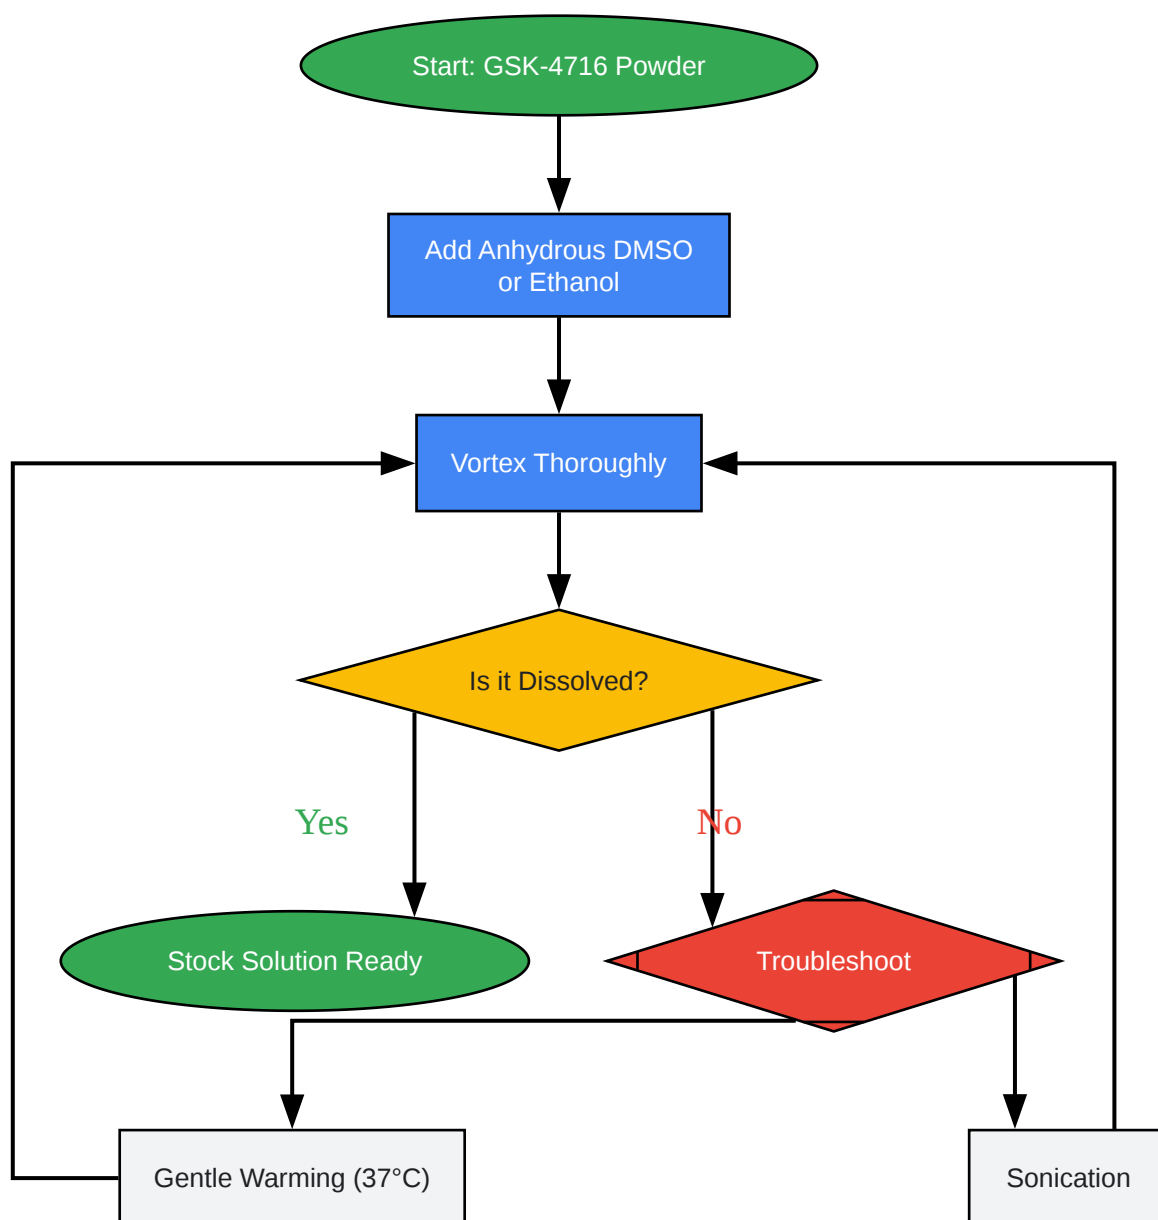 Start: GSK-4716 Powder
Add Anhydrous DMSO
or Ethanol
Vortex Thoroughly
Is it Dissolved?
Yes
No
Stock Solution Ready
Troubleshoot
Gentle Warming (37°C)
Sonication